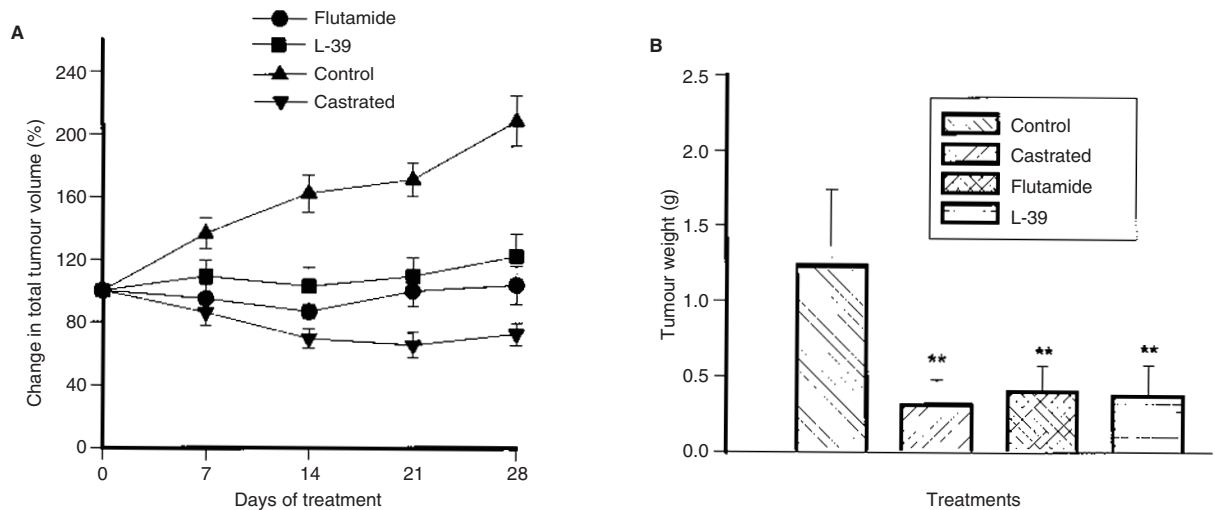 A
Flutamide
L-39
Control
Castrated
Change in total tumour volume (%)
240
200
160
120
80
40
0
0 7 14 21 28
Days of treatment
B
Tumour weight (g)
2.5
2.0
1.5
1.0
0.5
0.0
Control
Castrated
Flutamide
L-39
** ** **
Treatments